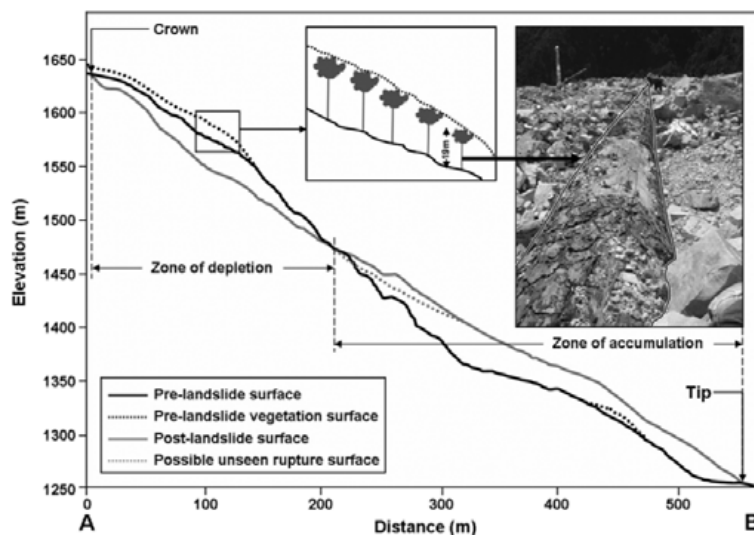 Crown
1650
1600
1550
1500
1450
1400
1350
1300
1250
Elevation (m)
19m
Zone of depletion
Zone of accumulation
Tip
Pre-landslide surface
Pre-landslide vegetation surface
Post-landslide surface
Possible unseen rupture surface
0
100
200
300
400
500
A
Distance (m)
B